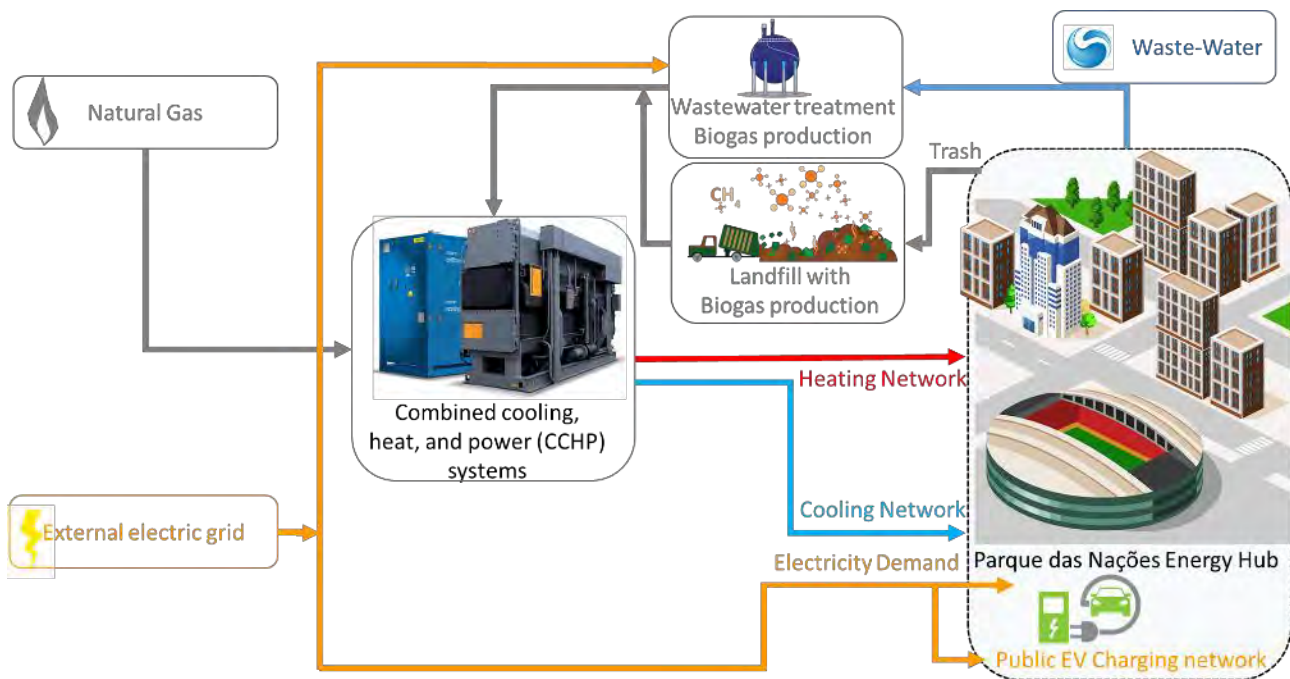 Waste-Water
Natural Gas
Wastewater treatment
Biogas production
Trash
CH4
Landfill with
Biogas production
Heating Network
Combined cooling,
heat, and power (CCHP)
systems
Cooling Network
External electric grid
Electricity Demand
Parque das Nações Energy Hub
Public EV Charging network